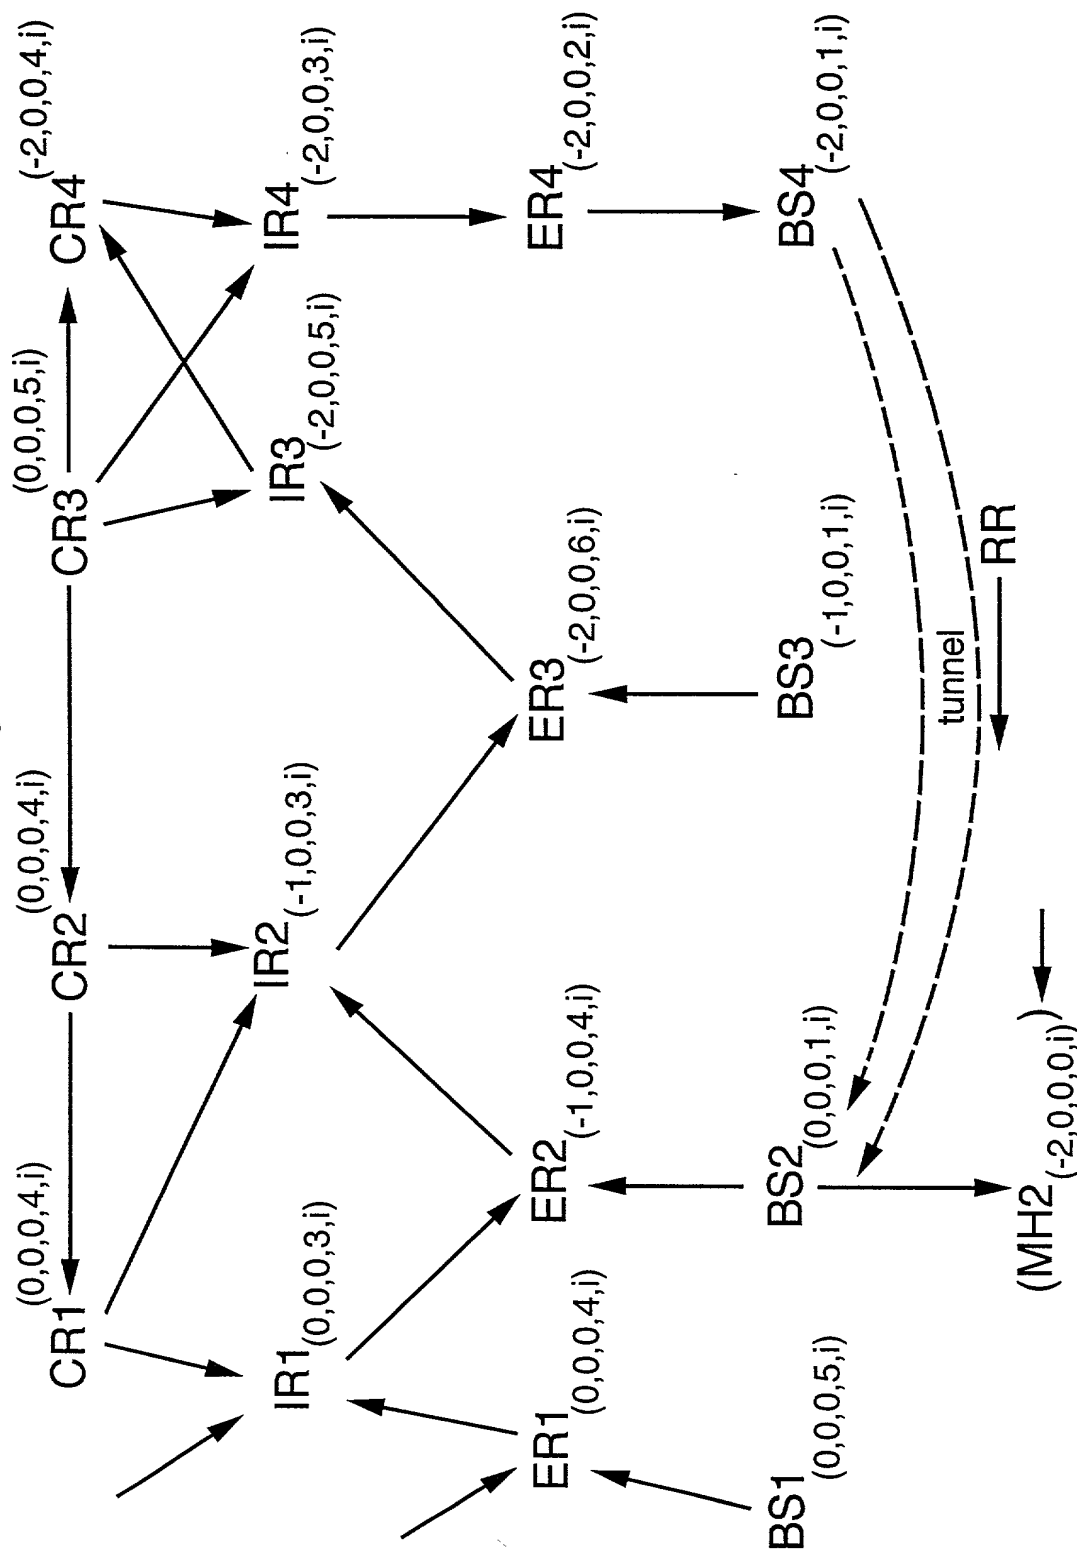 CR1 (0,0,0,4,i)
CR2 (0,0,0,4,i)
CR3 (0,0,0,5,i)
CR4 (-2,0,0,4,i)
IR1 (0,0,0,3,i)
IR2 (-1,0,0,3,i)
IR3 (-2,0,0,5,i)
IR4 (-2,0,0,3,i)
ER1 (0,0,0,4,i)
ER2 (-1,0,0,4,i)
ER3 (-2,0,0,6,i)
ER4 (-2,0,0,2,i)
BS1 (0,0,0,5,i)
BS2 (0,0,0,1,i)
BS3 (-1,0,0,1,i)
BS4 (-2,0,0,1,i)
tunnel
RR
(MH2 (-2,0,0,0,i) )